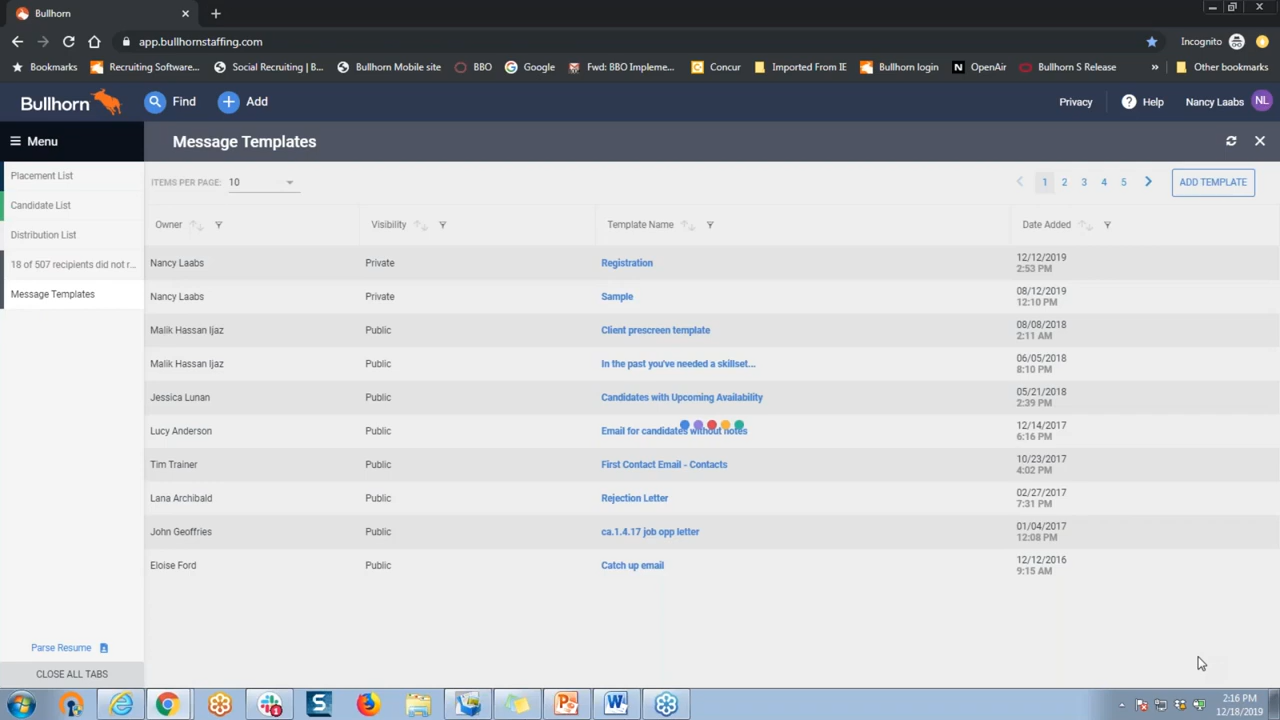 Bullhorn
app.bullhornstaffing.com
Incognito
Bookmarks
Recruiting Software...
Social Recruiting | B...
Bullhorn Mobile site
BBO
Google
Fwd: BBO Impleme...
Concur
Imported From IE
Bullhorn login
OpenAir
Bullhorn S Release
»
Other bookmarks
Bullhorn
Find
Add
Privacy
Help
Nancy Laabs
NL
Menu
Message Templates
Placement List
Candidate List
Distribution List
18 of 507 recipients did not r...
Message Templates
ITEMS PER PAGE: 10
1 2 3 4 5
ADD TEMPLATE
Owner Visibility Template Name Date Added
Nancy Laabs Private Registration 12/12/2019
2:53 PM
Nancy Laabs Private Sample 08/12/2019
12:10 PM
Malik Hassan Ijaz Public Client prescreen template 08/08/2018
2:11 AM
Malik Hassan Ijaz Public In the past you've needed a skillset... 06/05/2018
8:10 PM
Jessica Lunan Public Candidates with Upcoming Availability 05/21/2018
2:39 PM
Lucy Anderson Public Email for candidates without notes 12/14/2017
6:16 PM
Tim Trainer Public First Contact Email - Contacts 10/23/2017
4:02 PM
Lana Archibald Public Rejection Letter 02/27/2017
7:31 PM
John Geoffries Public ca.1.4.17 job opp letter 01/04/2017
12:08 PM
Eloise Ford Public Catch up email 12/12/2016
9:15 AM
Parse Resume
CLOSE ALL TABS
2:16 PM
12/18/2019